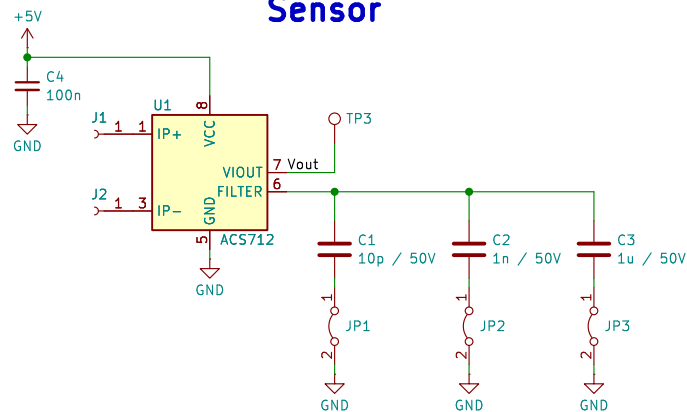 Sensor
+5V
C4
100n
GND
U1
8
VCC
J1
1
1
IP+
J2
1
3
IP-
VIOUT
7
Vout
FILTER
6
GND
5
ACS712
GND
TP3
C1
10p / 50V
C2
1n / 50V
C3
1u / 50V
1
JP1
2
GND
1
JP2
2
GND
1
JP3
2
GND